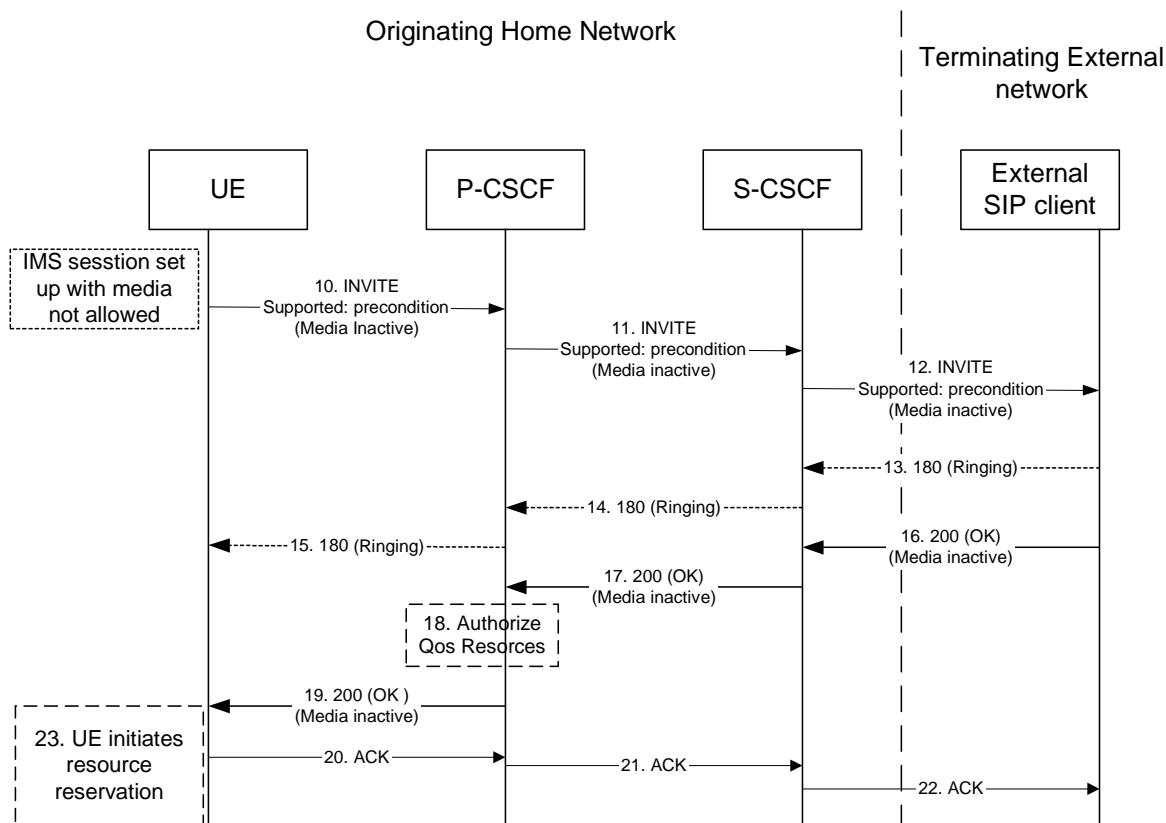 Originating Home Network
Terminating External
network
UE
P-CSCF
S-CSCF
External
SIP client
IMS sesstion set
up with media
not allowed
10. INVITE
Supported: precondition
(Media Inactive)
11. INVITE
Supported: precondition
(Media inactive)
12. INVITE
Supported: precondition
(Media inactive)
13. 180 (Ringing)
14. 180 (Ringing)
15. 180 (Ringing)
16. 200 (OK)
(Media inactive)
17. 200 (OK)
(Media inactive)
18. Authorize
Qos Resorces
19. 200 (OK )
(Media inactive)
23. UE initiates
resource
reservation
20. ACK
21. ACK
22. ACK